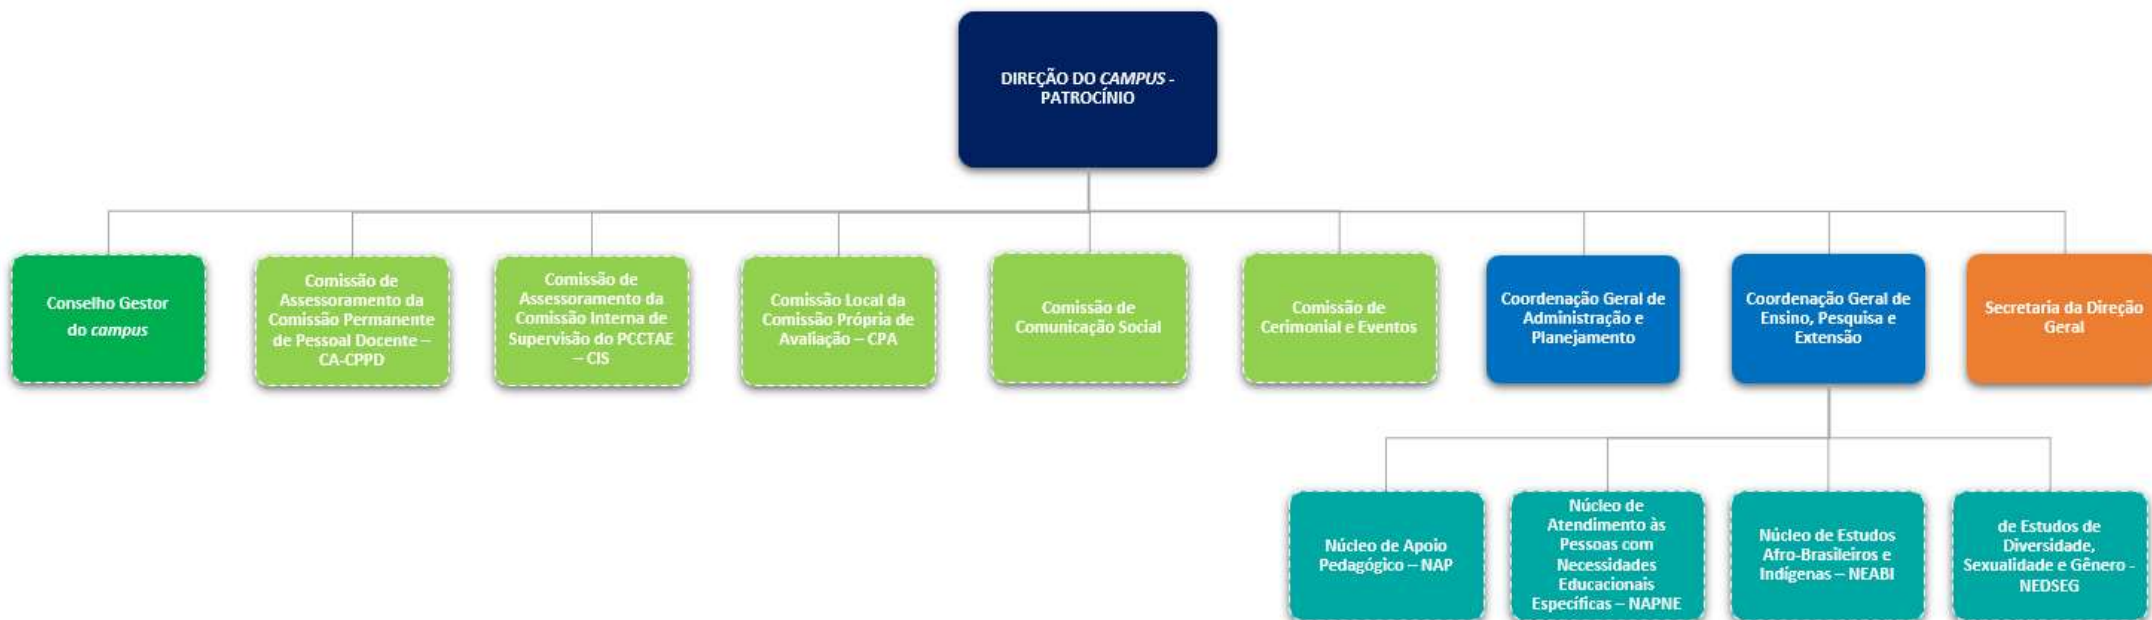 DIREÇÃO DO CAMPUS -
PATROCÍNIO
Conselho Gestor
do campus
Comissão de
Assessoramento da
Comissão Permanente
de Pessoal Docente –
CA-CPPD
Comissão de
Assessoramento da
Comissão Interna de
Supervisão do PCCTAE
– CIS
Comissão Local da
Comissão Própria de
Avaliação – CPA
Comissão de
Comunicação Social
Comissão de
Cerimonial e Eventos
Coordenação Geral de
Administração e
Planejamento
Coordenação Geral de
Ensino, Pesquisa e
Extensão
Secretaria da Direção
Geral
Núcleo de Apoio
Pedagógico – NAP
Núcleo de
Atendimento às
Pessoas com
Necessidades
Educacionais
Específicas – NAPNE
Núcleo de Estudos
Afro-Brasileiros e
Indígenas – NEABI
de Estudos de
Diversidade,
Sexualidade e Gênero -
NEDSEG